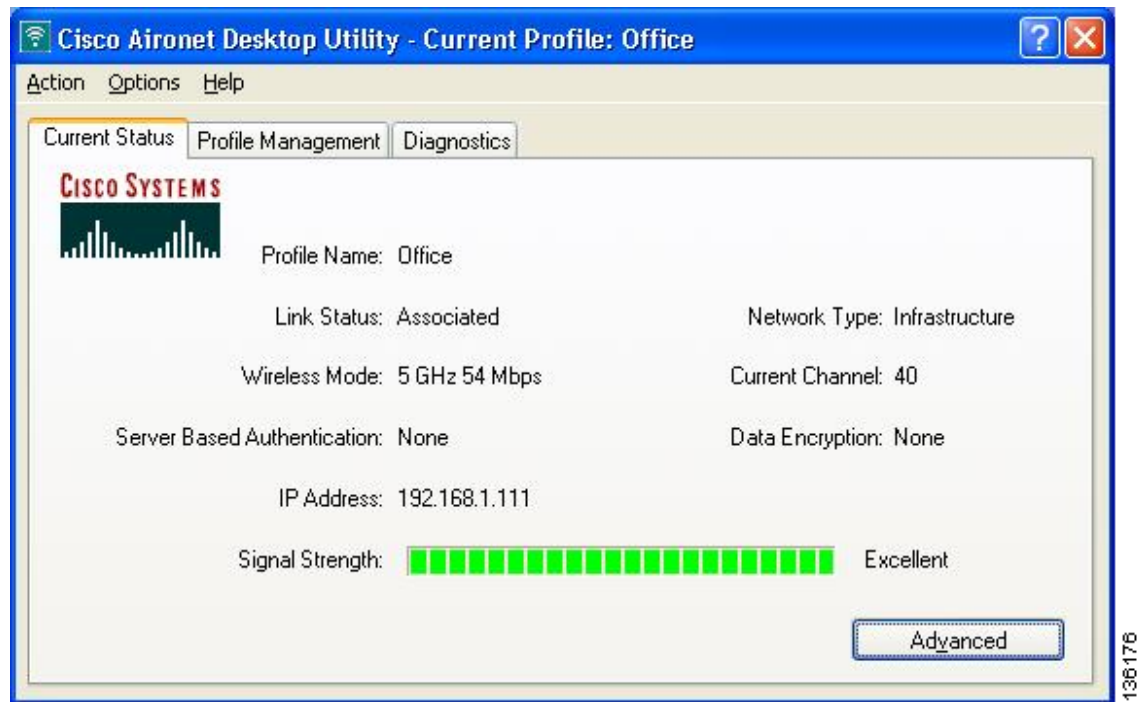 Cisco Aironet Desktop Utility - Current Profile: Office
Action Options Help
Current Status Profile Management Diagnostics
CISCO SYSTEMS
Profile Name: Office
Link Status: Associated Network Type: Infrastructure
Wireless Mode: 5 GHz 54 Mbps Current Channel: 40
Server Based Authentication: None Data Encryption: None
IP Address: 192.168.1.111
Signal Strength: Excellent
Advanced
136176